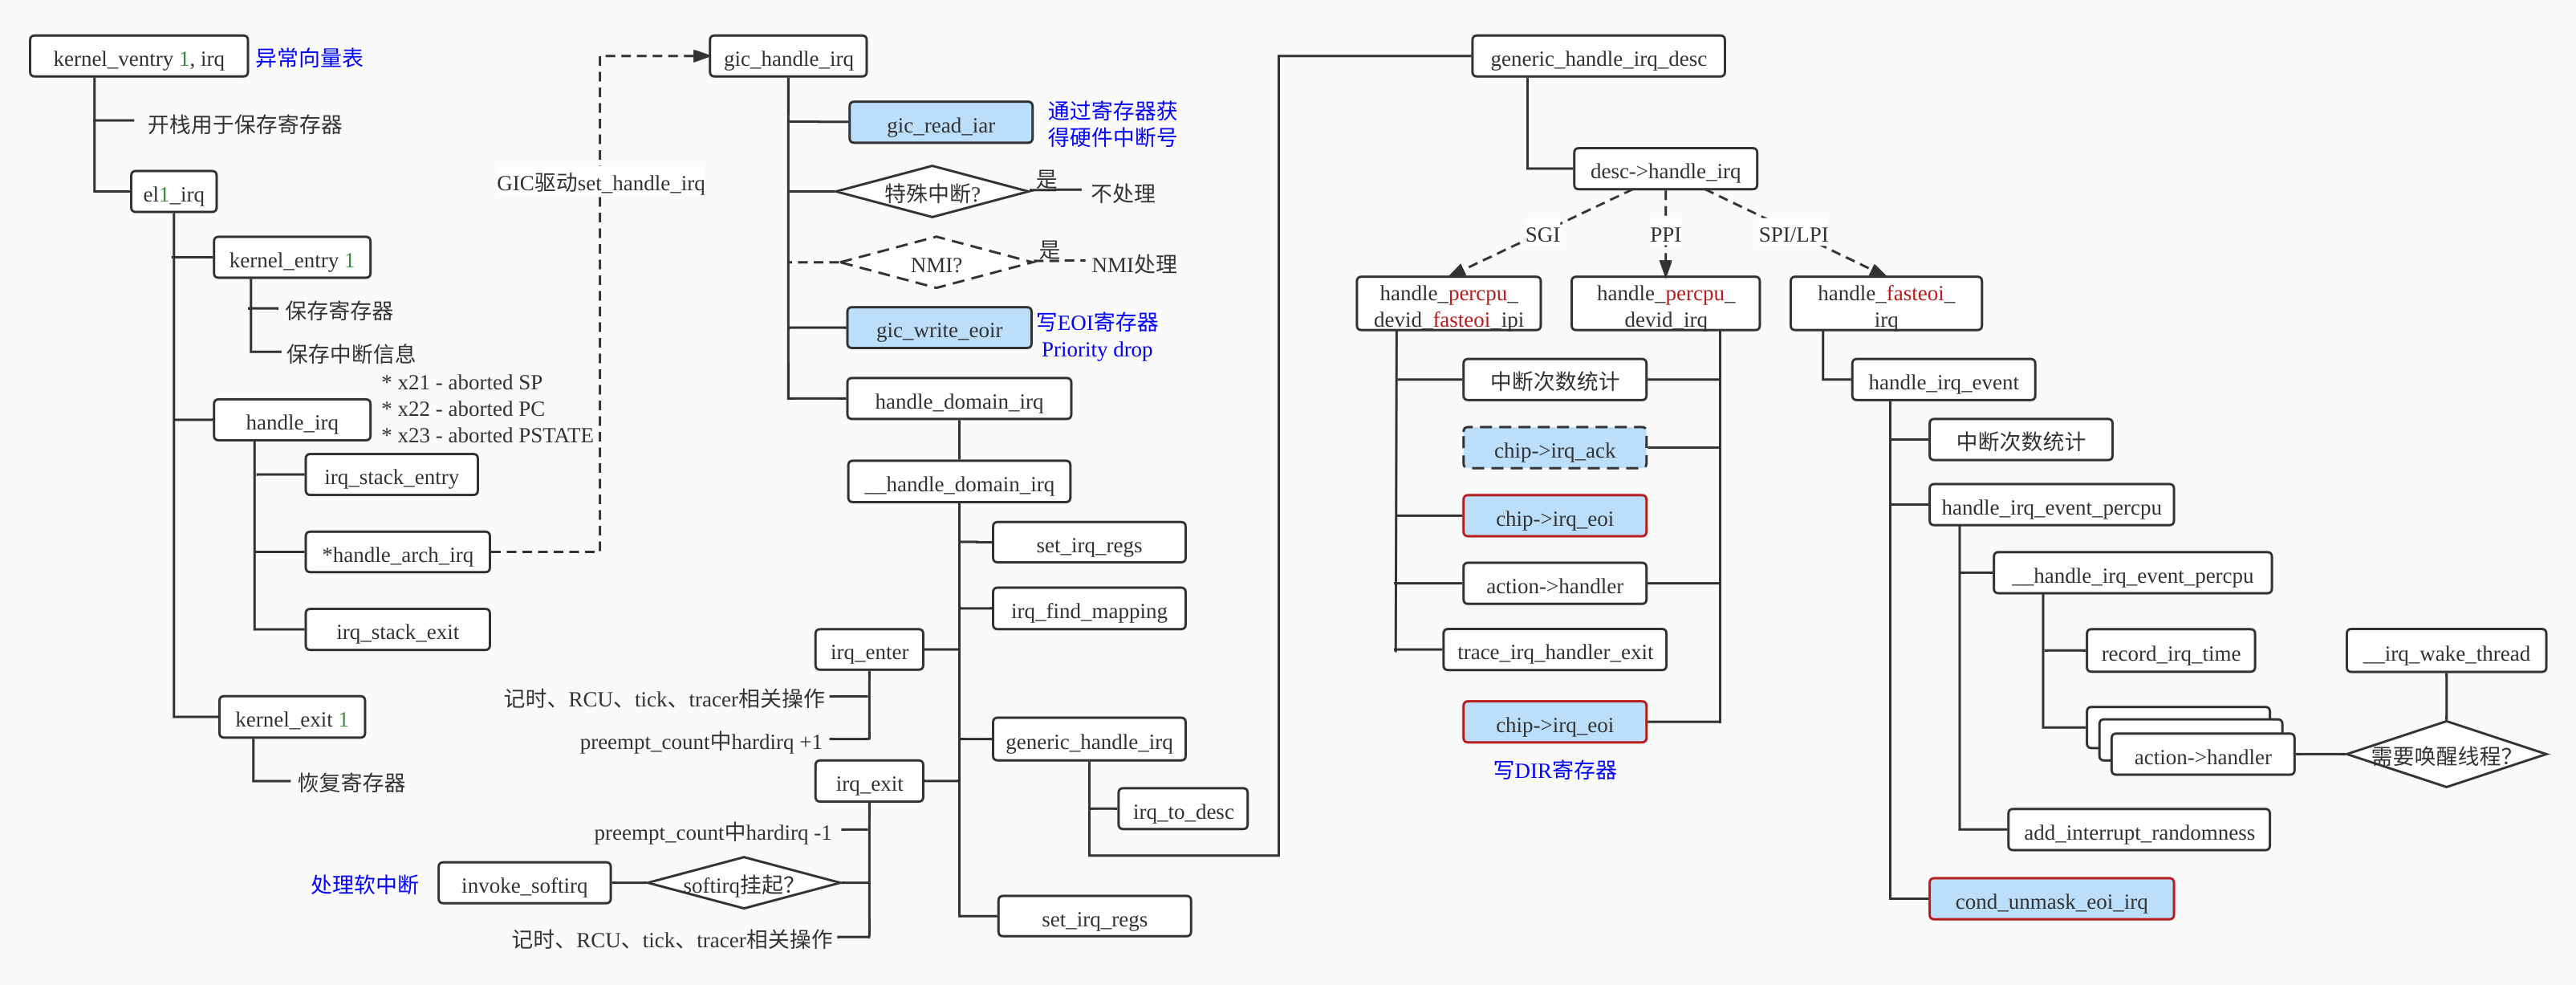 kernel_ventry 1, irq
异常向量表
开栈用于保存寄存器
el1_irq
kernel_entry 1
保存寄存器
保存中断信息
* x21 - aborted SP
* x22 - aborted PC
* x23 - aborted PSTATE
handle_irq
irq_stack_entry
*handle_arch_irq
irq_stack_exit
kernel_exit 1
恢复寄存器
GIC驱动set_handle_irq
gic_handle_irq
gic_read_iar
通过寄存器获
得硬件中断号
特殊中断?
是
不处理
NMI?
是
NMI处理
gic_write_eoir
写EOI寄存器
Priority drop
handle_domain_irq
__handle_domain_irq
set_irq_regs
irq_find_mapping
irq_enter
记时、RCU、tick、tracer相关操作
preempt_count中hardirq +1
generic_handle_irq
irq_to_desc
irq_exit
preempt_count中hardirq -1
softirq挂起?
invoke_softirq
处理软中断
记时、RCU、tick、tracer相关操作
set_irq_regs
generic_handle_irq_desc
desc->handle_irq
SGI
PPI
SPI/LPI
handle_percpu_
devid_fasteoi_ipi
handle_percpu_
devid_irq
handle_fasteoi_
irq
中断次数统计
chip->irq_ack
chip->irq_eoi
action->handler
trace_irq_handler_exit
chip->irq_eoi
写DIR寄存器
handle_irq_event
中断次数统计
handle_irq_event_percpu
__handle_irq_event_percpu
record_irq_time
action->handler
需要唤醒线程?
__irq_wake_thread
add_interrupt_randomness
cond_unmask_eoi_irq